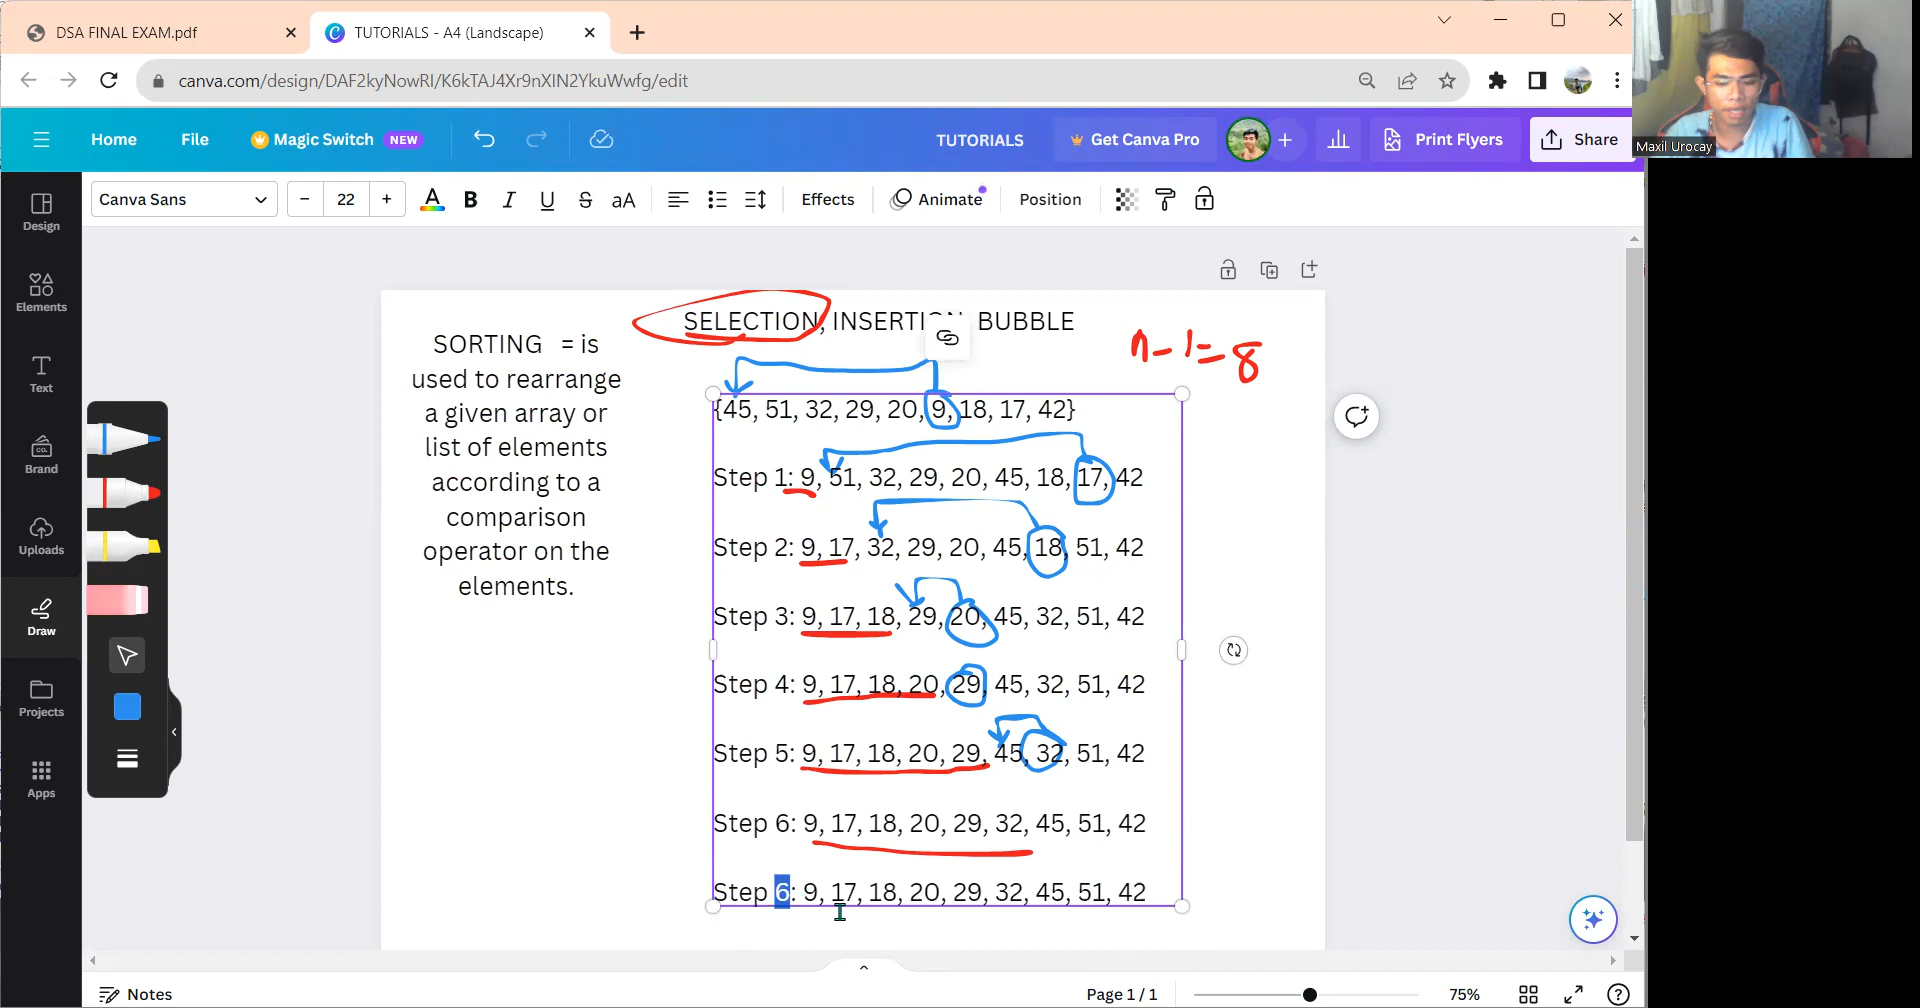 DSA FINAL EXAM.pdf
TUTORIALS - A4 (Landscape)
canva.com/design/DAF2kyNowRI/K6kTAJ4Xr9nXIN2YkuWwfg/edit
Maxil Urocay
Home
File
Magic Switch
NEW
TUTORIALS
Get Canva Pro
Print Flyers
Share
Canva Sans
22
A
B
I
U
S
aA
Effects
Animate
Position
Design
Elements
Text
Brand
Uploads
Draw
Projects
Apps
SORTING = is
used to rearrange
a given array or
list of elements
according to a
comparison
operator on the
elements.
SELECTION, INSERTION, BUBBLE
n - 1 = 8
{45, 51, 32, 29, 20, 9, 18, 17, 42}
Step 1: 9, 51, 32, 29, 20, 45, 18, 17, 42
Step 2: 9, 17, 32, 29, 20, 45, 18, 51, 42
Step 3: 9, 17, 18, 29, 20, 45, 32, 51, 42
Step 4: 9, 17, 18, 20, 29, 45, 32, 51, 42
Step 5: 9, 17, 18, 20, 29, 45, 32, 51, 42
Step 6: 9, 17, 18, 20, 29, 32, 45, 51, 42
Step 6: 9, 17, 18, 20, 29, 32, 45, 51, 42
Notes
Page 1 / 1
75%